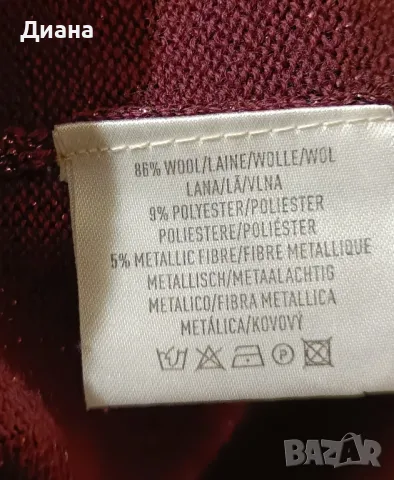 Диана
86% WOOL/LAINE/WOLLE/WOL
LANA/LÃ/VLNA
9% POLYESTER/POLIESTER
POLIESTERE/POLIÉSTER
5% METALLIC FIBRE/FIBRE METALLIQUE
METALLISCH/METAALACHTIG
METALICO/FIBRA METALLICA
METÁLICA/KOVOVÝ
BAZAR